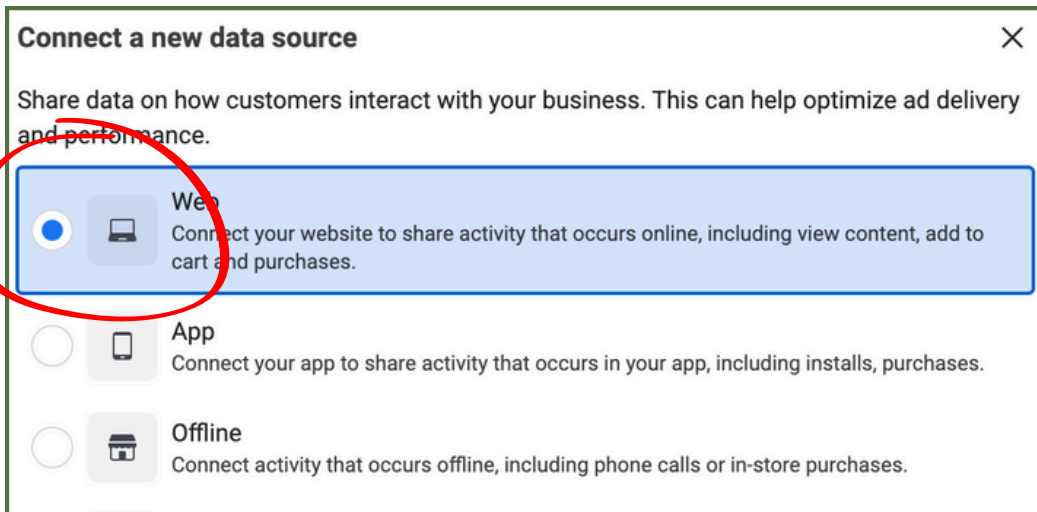 Connect a new data source
Share data on how customers interact with your business. This can help optimize ad delivery
and performance.
Web
Connect your website to share activity that occurs online, including view content, add to
cart and purchases.
App
Connect your app to share activity that occurs in your app, including installs, purchases.
Offline
Connect activity that occurs offline, including phone calls or in-store purchases.